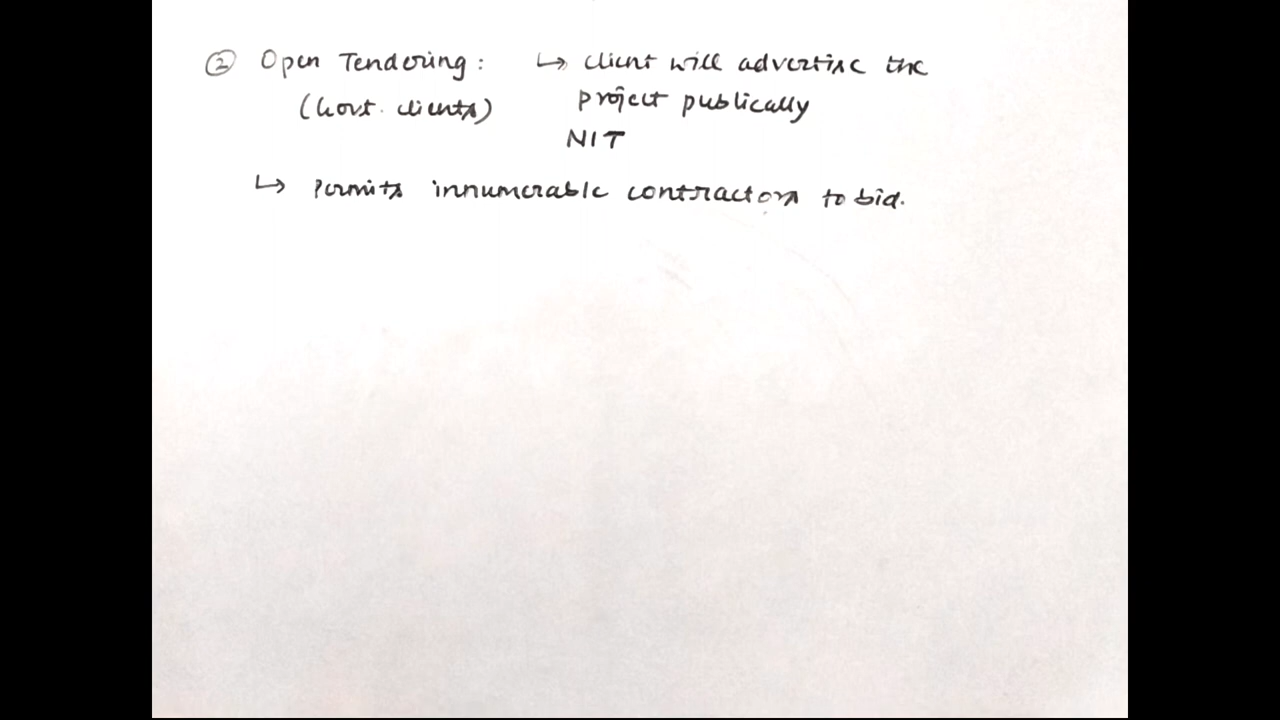 ② Open Tendering : ↳ client will advertise the
(Govt. clients) project publically
NIT
↳ Permits innumerable contractors to bid.